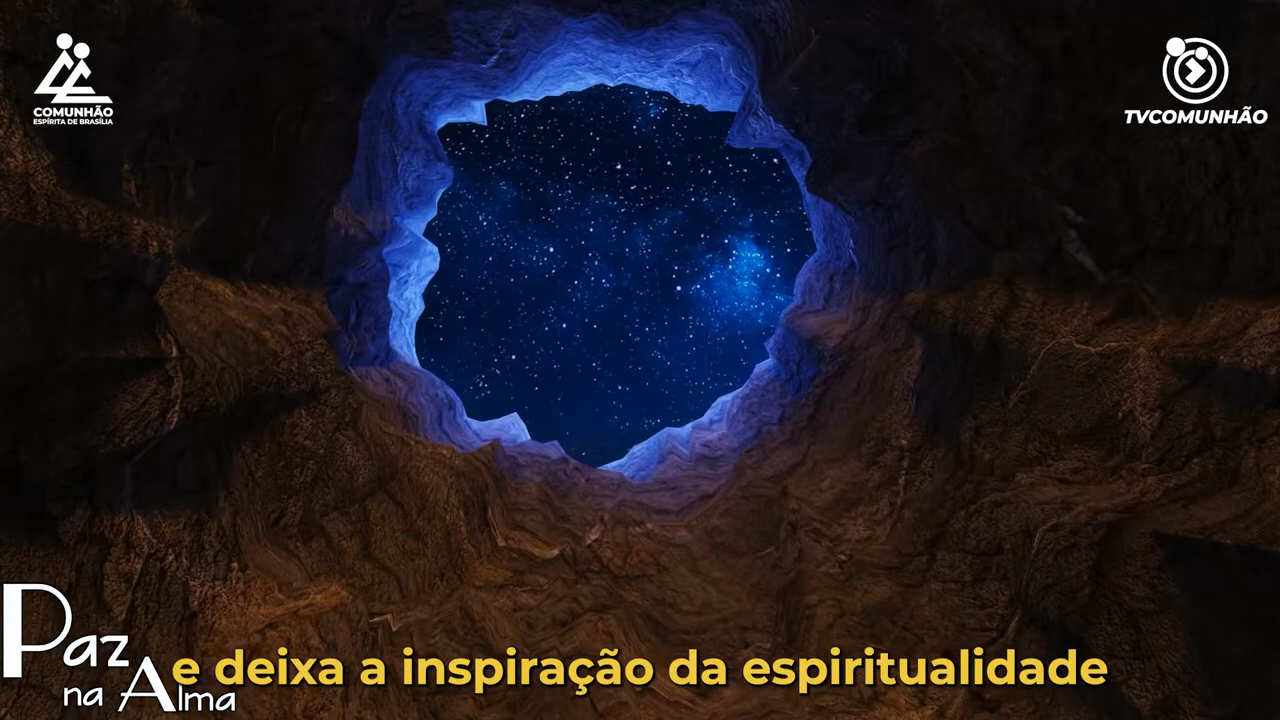 COMUNHÃO
ESPÍRITA DE BRASÍLIA
TVCOMUNHÃO
Paz
na Alma
e deixa a inspiração da espiritualidade